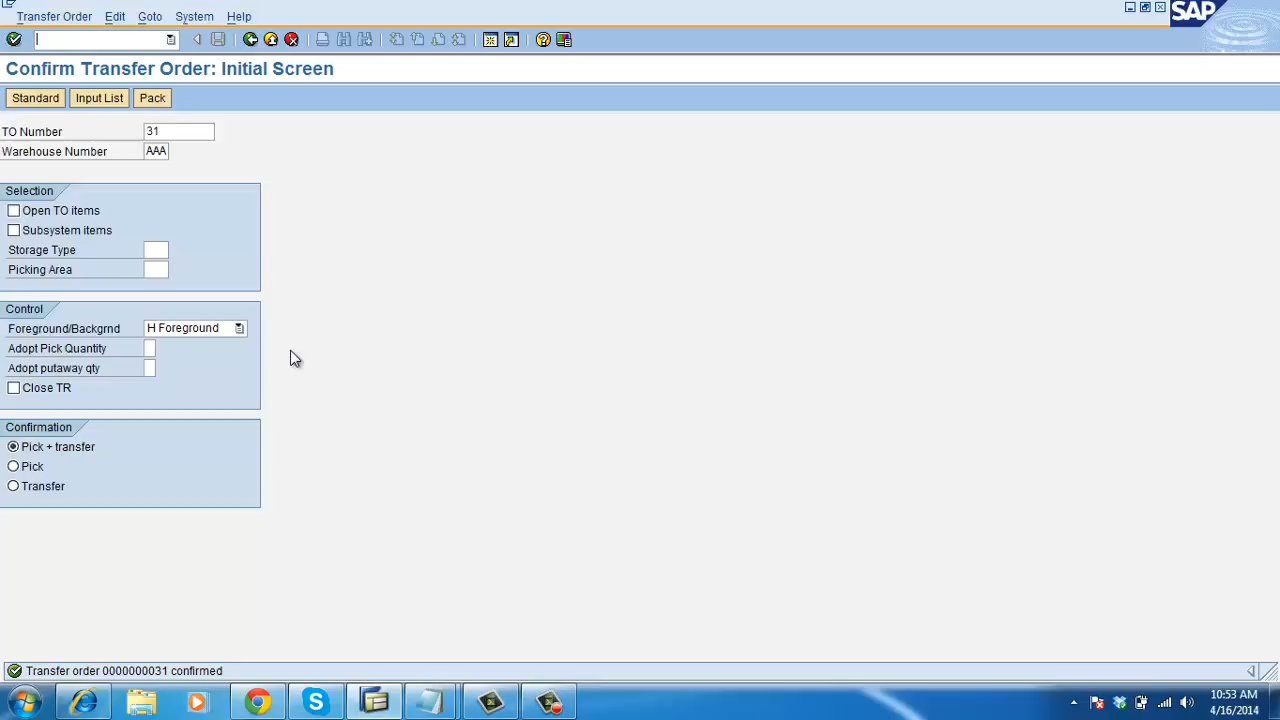 Transfer Order Edit Goto System Help
SAP
Confirm Transfer Order: Initial Screen
Standard Input List Pack
TO Number 31
Warehouse Number AAA
Selection
Open TO items
Subsystem items
Storage Type
Picking Area
Control
Foreground/Backgrnd H Foreground
Adopt Pick Quantity
Adopt putaway qty
Close TR
Confirmation
Pick + transfer
Pick
Transfer
Transfer order 0000000031 confirmed
10:53 AM
4/16/2014